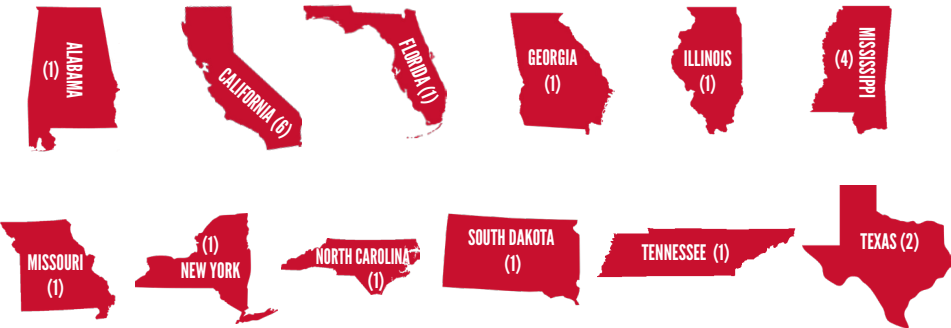 ALABAMA
(1)
CALIFORNIA (6)
FLORIDA (1)
GEORGIA
(1)
ILLINOIS
(1)
MISSISSIPPI
(4)
MISSOURI
(1)
(1)
NEW YORK
NORTH CAROLINA
(1)
SOUTH DAKOTA
(1)
TENNESSEE (1)
TEXAS (2)